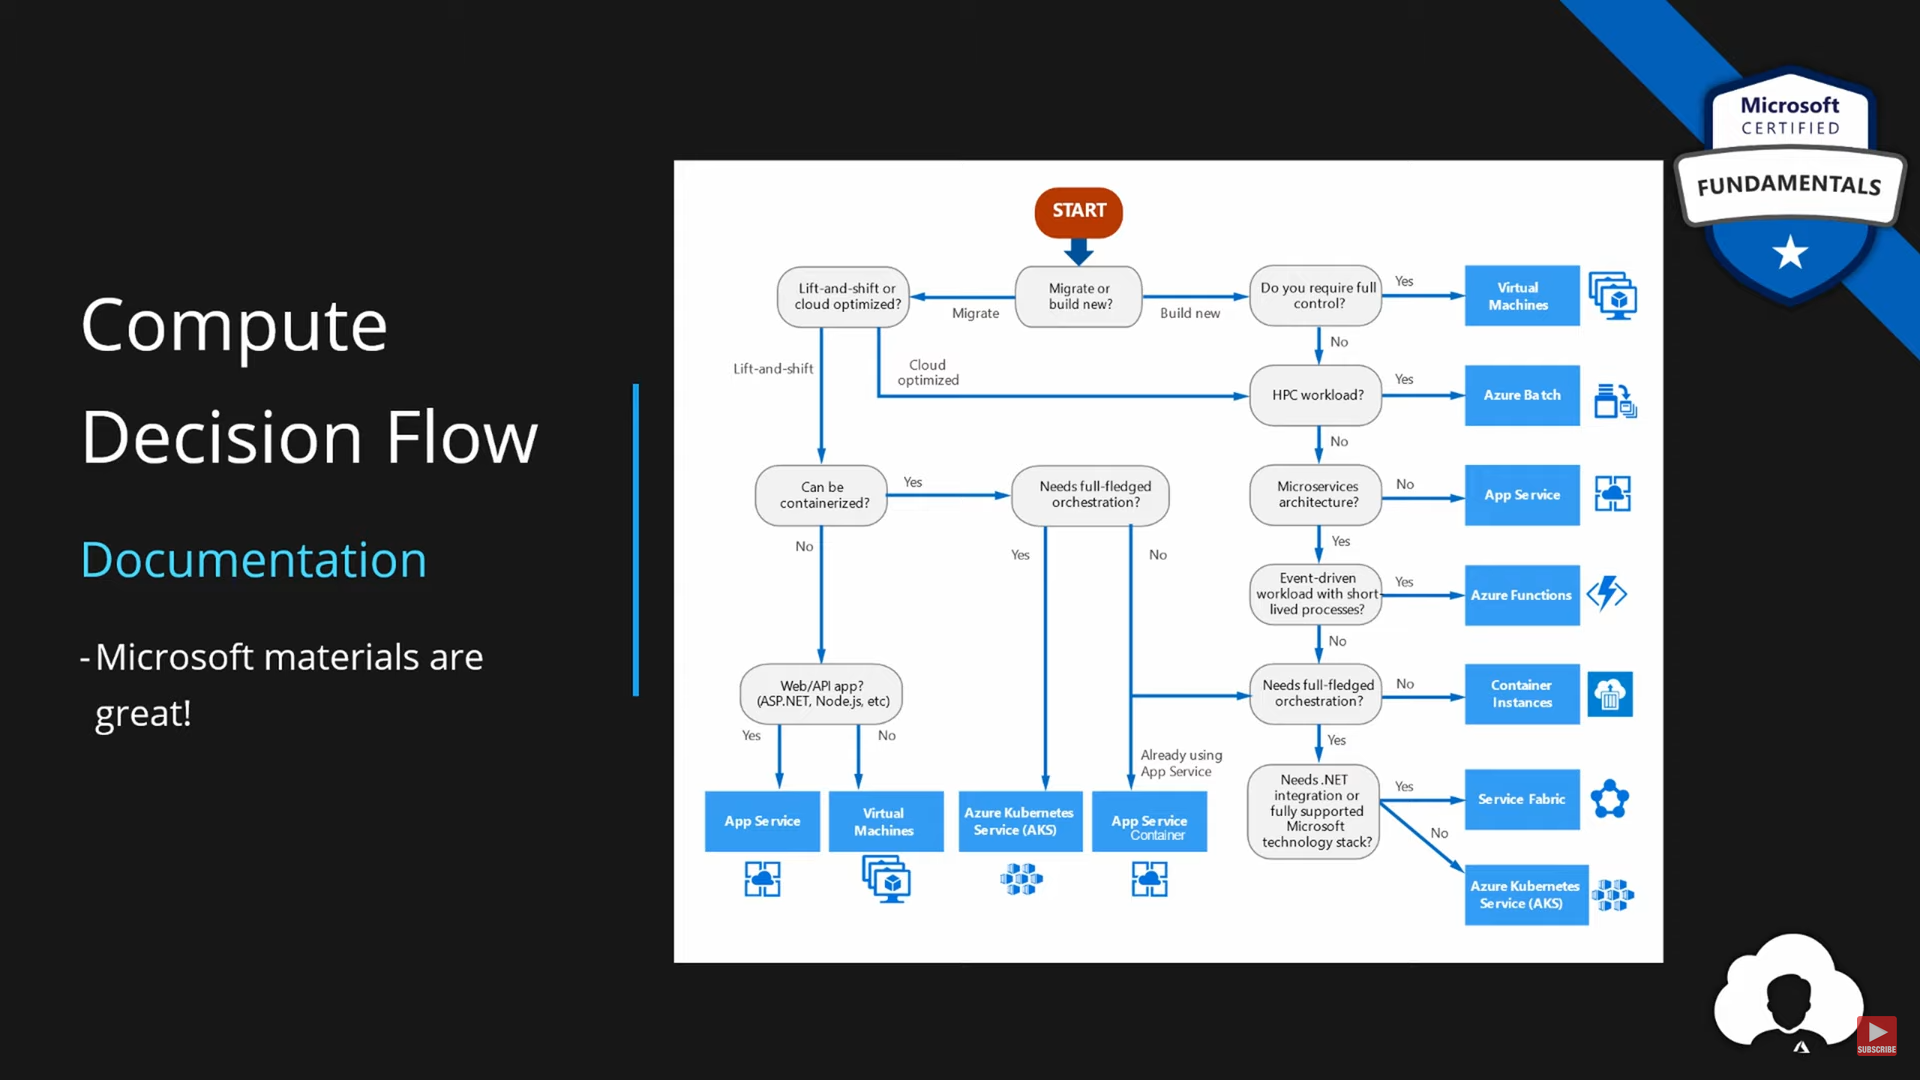 Compute
Decision Flow
Documentation
- Microsoft materials are
great!
Microsoft
CERTIFIED
FUNDAMENTALS
START
Lift-and-shift or
cloud optimized?
Migrate
Migrate or
build new?
Build new
Do you require full
control?
Yes
Virtual
Machines
No
Lift-and-shift
Cloud
optimized
HPC workload?
Yes
Azure Batch
No
Can be
containerized?
Yes
Needs full-fledged
orchestration?
Microservices
architecture?
No
App Service
No
Yes
No
Yes
Event-driven
workload with short
lived processes?
Yes
Azure Functions
No
Web/API app?
(ASP.NET, Node.js, etc)
Needs full-fledged
orchestration?
No
Container
Instances
Yes
No
Yes
Already using
App Service
Needs .NET
integration or
fully supported
Microsoft
technology stack?
Yes
Service Fabric
No
App Service
Virtual
Machines
Azure Kubernetes
Service (AKS)
App Service
Container
Azure Kubernetes
Service (AKS)
SUBSCRIBE